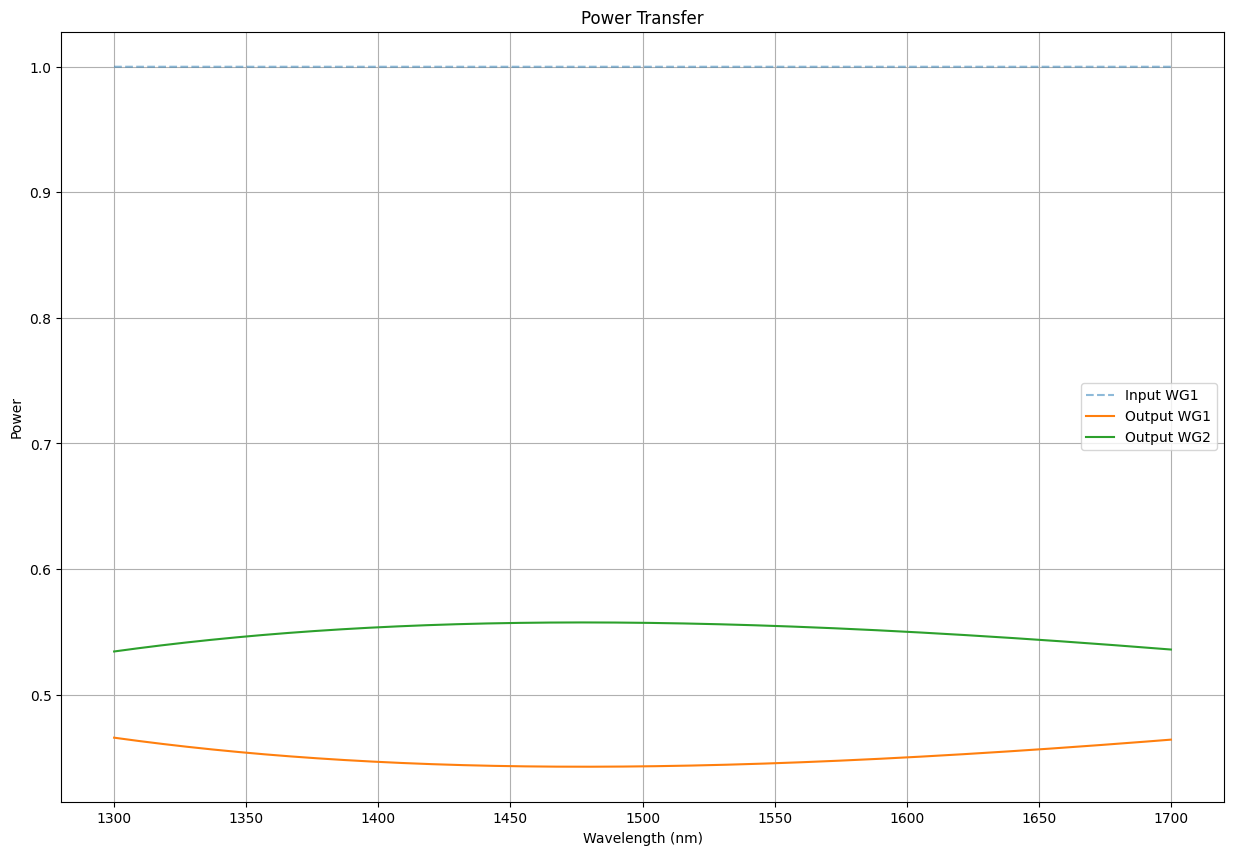 Power Transfer
1.0
0.9
0.8
0.7
0.6
0.5
Power
Input WG1
Output WG1
Output WG2
1300 1350 1400 1450 1500 1550 1600 1650 1700
Wavelength (nm)